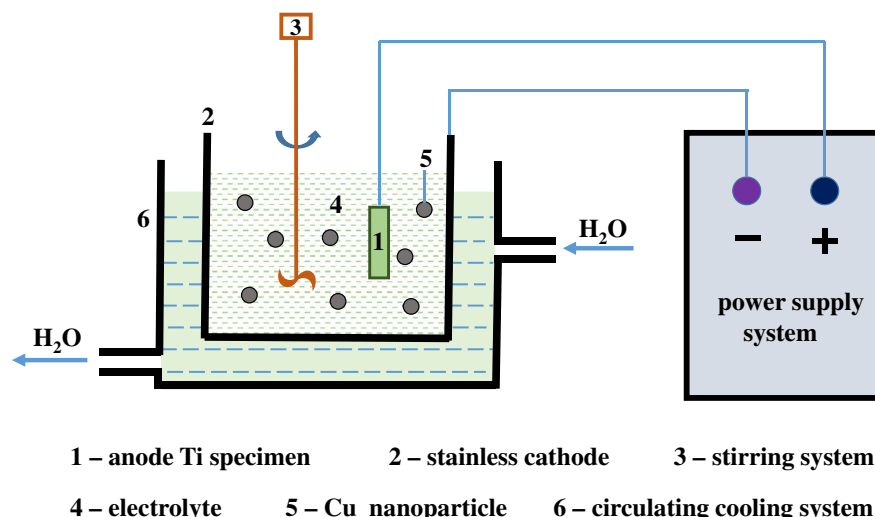 3
2
5
4
6
1
H₂O
H₂O
− +
power supply
system
1 – anode Ti specimen 2 – stainless cathode 3 – stirring system
4 – electrolyte 5 – Cu nanoparticle 6 – circulating cooling system